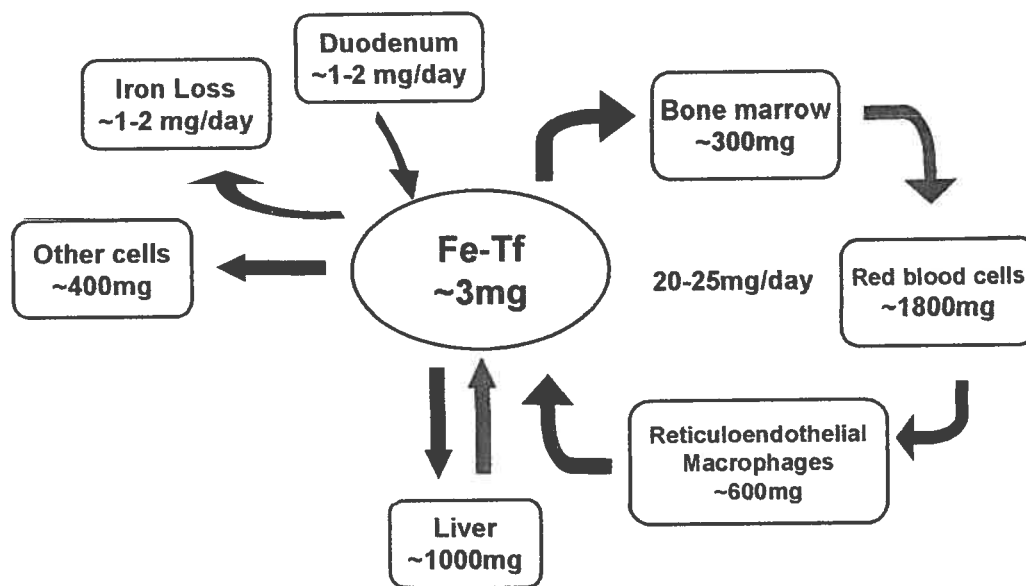 Duodenum
~1-2 mg/day
Iron Loss
~1-2 mg/day
Bone marrow
~300mg
Other cells
~400mg
Fe-Tf
~3mg
20-25mg/day
Red blood cells
~1800mg
Reticuloendothelial
Macrophages
~600mg
Liver
~1000mg